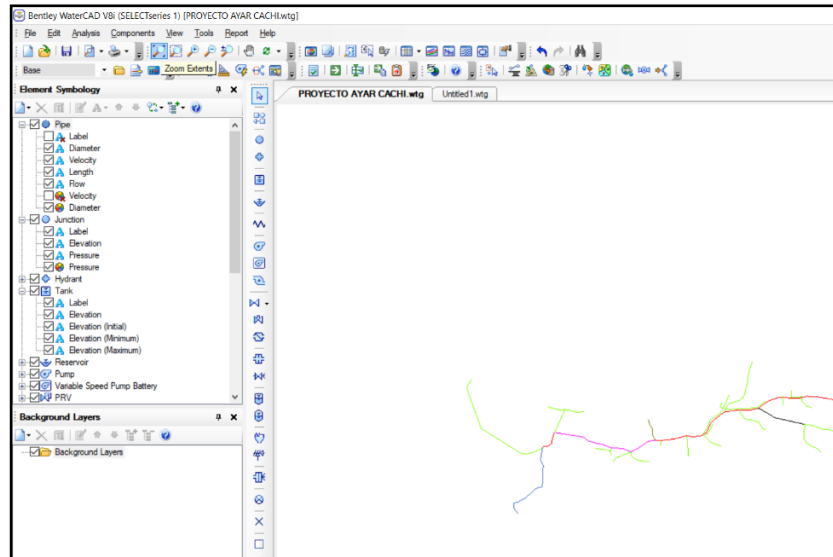 Bentley WaterCAD V8i (SELECTseries 1) [PROYECTO AYAR CACHI.wtg]
File Edit Analysis Components View Tools Report Help
Base
Zoom Extents
Element Symbology
PROYECTO AYAR CACHI.wtg Untitled1.wtg
Pipe
Label
Diameter
Velocity
Length
Flow
Velocity
Diameter
Junction
Label
Elevation
Pressure
Pressure
Hydrant
Tank
Label
Elevation
Elevation (Initial)
Elevation (Minimum)
Elevation (Maximum)
Reservoir
Pump
Variable Speed Pump Battery
PRV
Background Layers
Background Layers